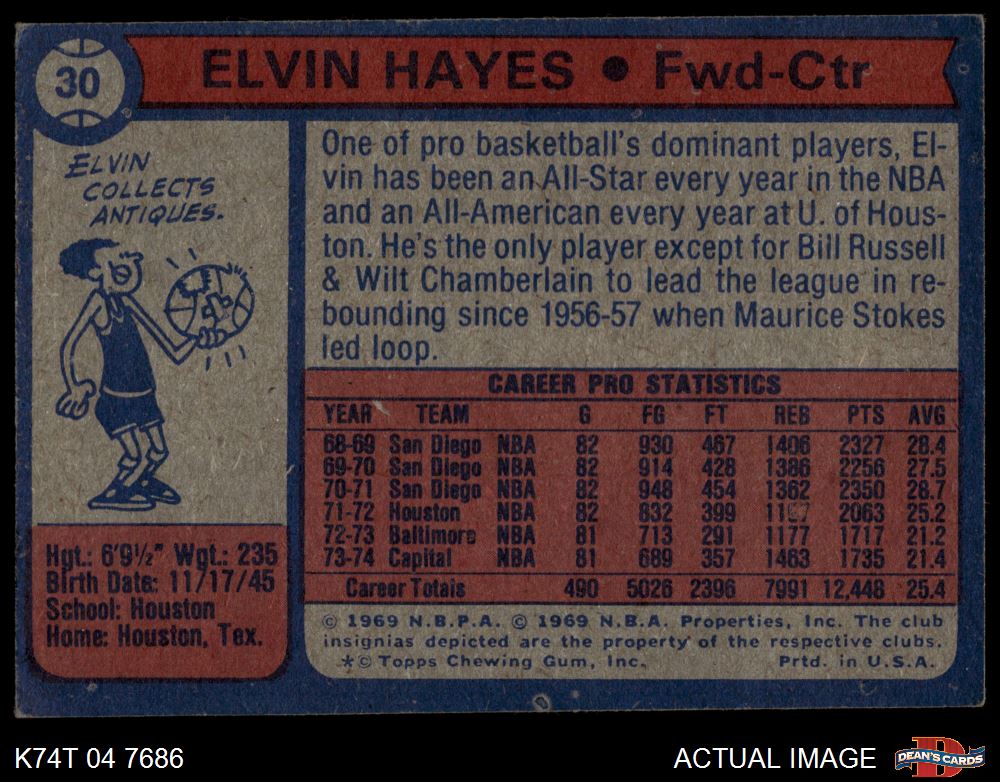 30
ELVIN HAYES • Fwd-Ctr
ELVIN
COLLECTS
ANTIQUES.
One of pro basketball's dominant players, El-
vin has been an All-Star every year in the NBA
and an All-American every year at U. of Hous-
ton. He's the only player except for Bill Russell
& Wilt Chamberlain to lead the league in re-
bounding since 1956-57 when Maurice Stokes
led loop.
CAREER PRO STATISTICS
YEAR TEAM G FG FT REB PTS AVG
68-69 San Diego NBA 82 930 467 1406 2327 28.4
69-70 San Diego NBA 82 914 428 1386 2256 27.5
70-71 San Diego NBA 82 948 454 1362 2350 28.7
71-72 Houston NBA 82 832 399 2063 25.2
72-73 Baltimore NBA 81 713 291 1177 1717 21.2
73-74 Capital NBA 81 689 357 1463 1735 21.4
Career Totals 490 5026 2396 7991 12,448 25.4
Hgt.: 6'9½" Wgt.: 235
Birth Date: 11/17/45
School: Houston
Home: Houston, Tex.
© 1969 N.B.P.A. © 1969 N.B.A. Properties, Inc. The club
insignias depicted are the property of the respective clubs.
*© Topps Chewing Gum, Inc. Prtd. in U.S.A.
K74T 04 7686
ACTUAL IMAGE
D
DEAN'S CARDS